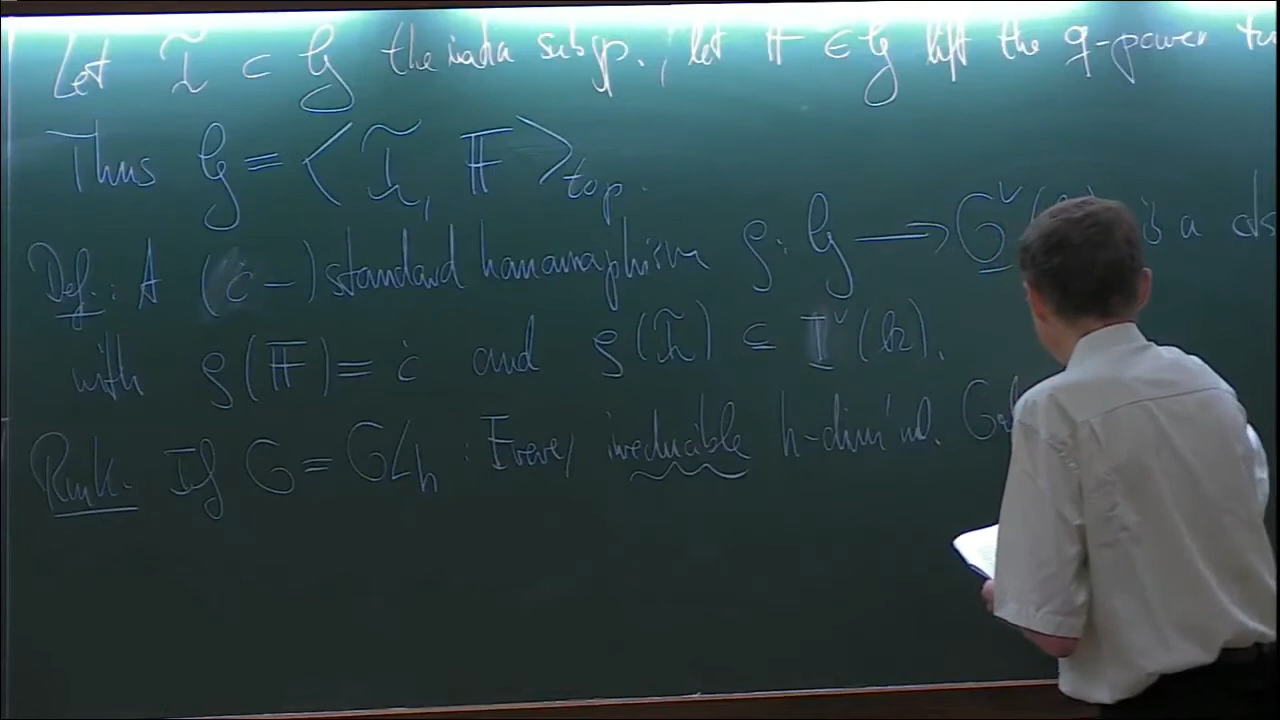 Let Ĩ ⊂ 𝒢 the inertia subgp.; let 𝔽 ∈ 𝒢 lift the q-power
Thus 𝒢 = ⟨ Ĩ, 𝔽 ⟩top.
Def.: A (i-) standard homomorphism ρ: 𝒢 → G∨ is a
with ρ(𝔽) = i and ρ(Ĩ) ⊆ I∨(k).
Rmk. If G = GLn : Every irreducible n-dim'nl.